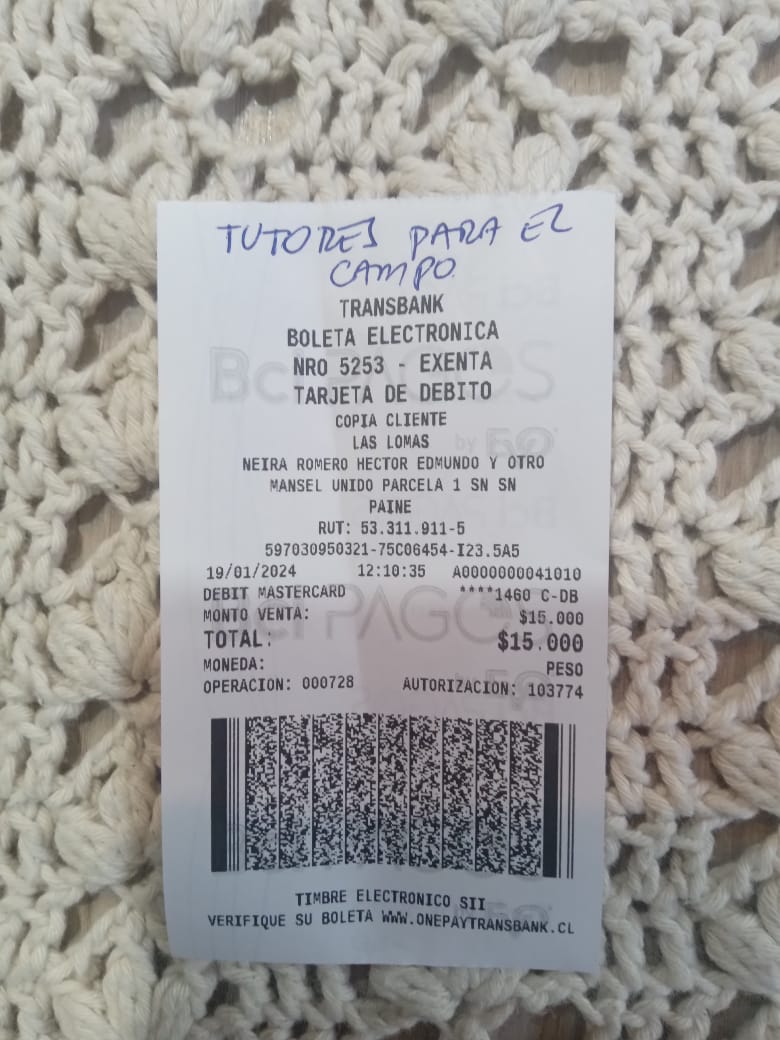 TUTORES PARA EL
CAMPO
TRANSBANK
BOLETA ELECTRONICA
NRO 5253 - EXENTA
TARJETA DE DEBITO
COPIA CLIENTE
LAS LOMAS
NEIRA ROMERO HECTOR EDMUNDO Y OTRO
MANSEL UNIDO PARCELA 1 SN SN
PAINE
RUT: 53.311.911-5
597030950321-75C06454-I23.5A5
19/01/2024 12:10:35 A0000000041010
DEBIT MASTERCARD ****1460 C-DB
MONTO VENTA: $15.000
TOTAL: $15.000
MONEDA: PESO
OPERACION: 000728 AUTORIZACION: 103774
TIMBRE ELECTRONICO SII
VERIFIQUE SU BOLETA WWW.ONEPAYTRANSBANK.CL